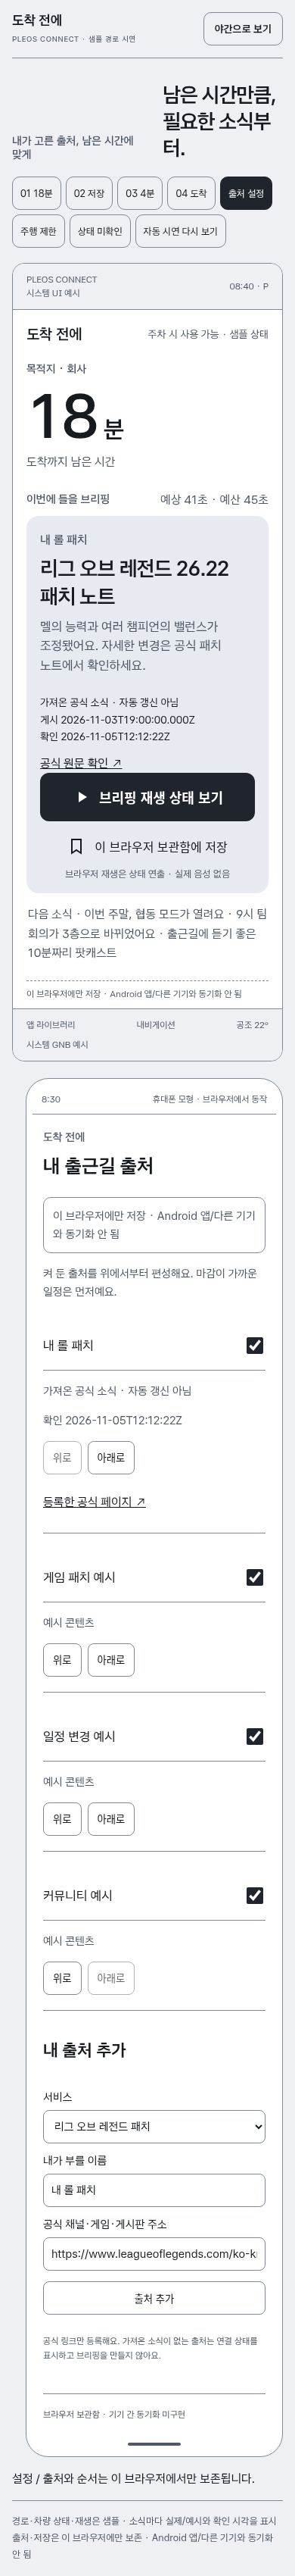 도착 전에
PLEOS CONNECT · 샘플 경로 시연
야간으로 보기
내가 고른 출처, 남은 시간에
맞게
남은 시간만큼,
필요한 소식부
터.
01 18분
02 저장
03 4분
04 도착
출처 설정
주행 제한
상태 미확인
자동 시연 다시 보기
PLEOS CONNECT
시스템 UI 예시
08:40 · P
도착 전에
주차 시 사용 가능 · 샘플 상태
목적지 · 회사
18분
도착까지 남은 시간
이번에 들을 브리핑
예상 41초 · 예산 45초
내 롤 패치
리그 오브 레전드 26.22
패치 노트
멜의 능력과 여러 챔피언의 밸런스가
조정됐어요. 자세한 변경은 공식 패치
노트에서 확인하세요.
가져온 공식 소식 · 자동 갱신 아님
게시 2026-11-03T19:00:00.000Z
확인 2026-11-05T12:12:22Z
공식 원문 확인 ↗
▶ 브리핑 재생 상태 보기
이 브라우저 보관함에 저장
브라우저 재생은 상태 연출 · 실제 음성 없음
다음 소식 · 이번 주말, 협동 모드가 열려요 · 9시 팀
회의가 3층으로 바뀌었어요 · 출근길에 듣기 좋은
10분짜리 팟캐스트
이 브라우저에만 저장 · Android 앱/다른 기기와 동기화 안 됨
앱 라이브러리
내비게이션
공조 22°
시스템 GNB 예시
8:30
휴대폰 모형 · 브라우저에서 동작
도착 전에
내 출근길 출처
이 브라우저에만 저장 · Android 앱/다른 기기
와 동기화 안 됨
켜 둔 출처를 위에서부터 편성해요. 마감이 가까운
일정은 먼저예요.
내 롤 패치
가져온 공식 소식 · 자동 갱신 아님
확인 2026-11-05T12:12:22Z
위로
아래로
등록한 공식 페이지 ↗
게임 패치 예시
예시 콘텐츠
위로
아래로
일정 변경 예시
예시 콘텐츠
위로
아래로
커뮤니티 예시
예시 콘텐츠
위로
아래로
내 출처 추가
서비스
리그 오브 레전드 패치
내가 부를 이름
내 롤 패치
공식 채널·게임·게시판 주소
https://www.leagueoflegends.com/ko-k
출처 추가
공식 링크만 등록해요. 가져온 소식이 없는 출처는 연결 상태를
표시하고 브리핑을 만들지 않아요.
브라우저 보관함 · 기기 간 동기화 미구현
설정 / 출처와 순서는 이 브라우저에서만 보존됩니다.
경로·차량 상태·재생은 샘플 · 소식마다 실제/예시와 확인 시각을 표시
출처·저장은 이 브라우저에만 보존 · Android 앱/다른 기기와 동기화
안 됨